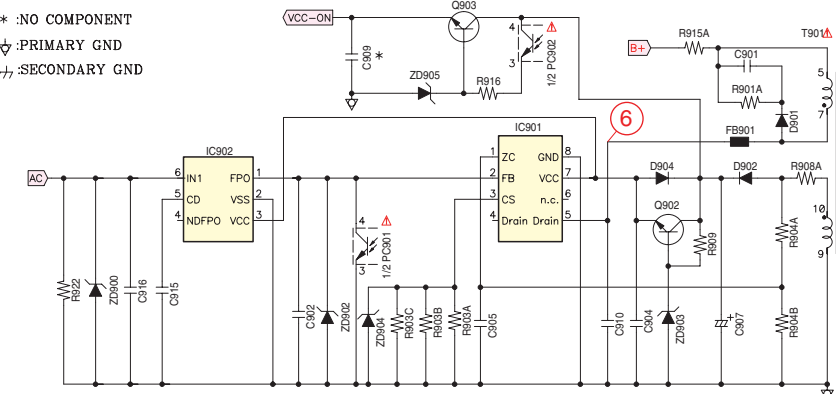 * :NO COMPONENT
:PRIMARY GND
:SECONDARY GND
VCC-ON
Q903
C909 *
4
3
1/2 PC902
ZD905
R916
B+
R915A
T901
C901
R901A
D901
5
7
FB901
6
IC902
AC
6 IN1 FPO 1
5 CD VSS 2
4 NDFPO VCC 3
IC901
1 ZC GND 8
2 FB VCC 7
3 CS n.c. 6
4 Drain Drain 5
D904
D902
R908A
Q902
R909
R904A
10
9
4
3
1/2 PC901
R922
ZD900
C916
C915
C902
ZD902
ZD904
R903C
R903B
R903A
C905
C910
C904
ZD903
+
C907
R904B